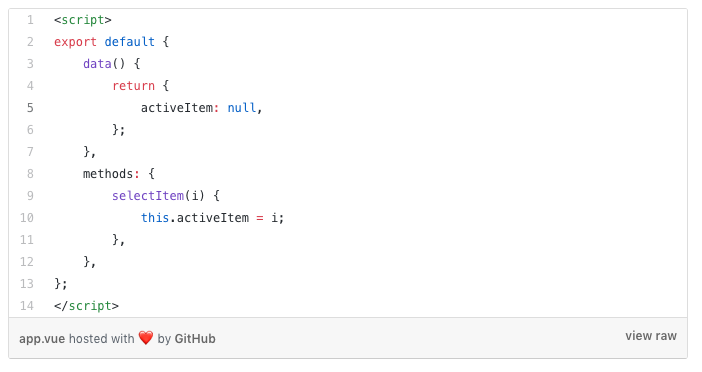 1 <script>
2 export default {
3     data() {
4         return {
5             activeItem: null,
6         };
7     },
8     methods: {
9         selectItem(i) {
10             this.activeItem = i;
11         },
12     },
13 };
14 </script>
app.vue hosted with ❤️ by GitHub view raw